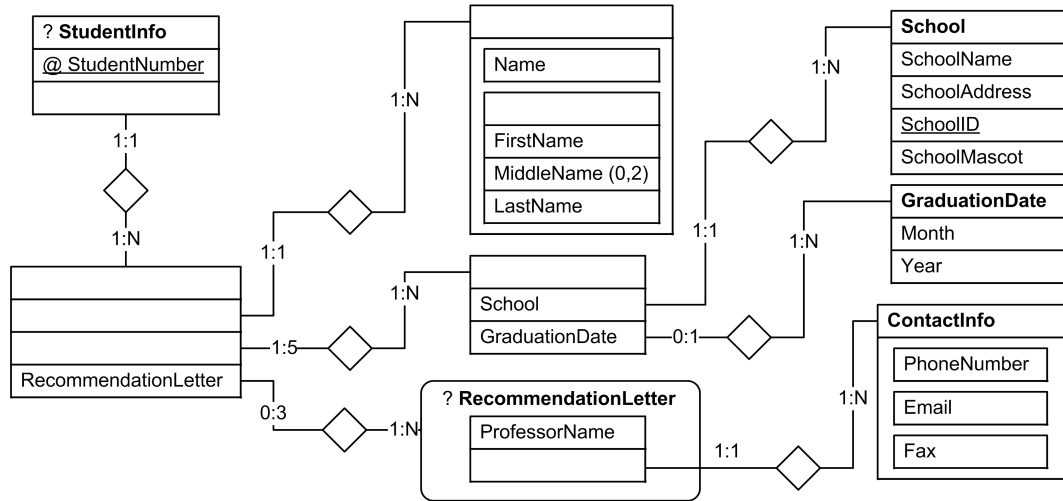 ? StudentInfo
@ StudentNumber
1:1
1:N
RecommendationLetter
1:1
1:N
1:5
1:N
0:3
1:N
Name
FirstName
MiddleName (0,2)
LastName
School
GraduationDate
1:1
1:N
0:1
1:N
? RecommendationLetter
ProfessorName
1:1
1:N
School
SchoolName
SchoolAddress
SchoolID
SchoolMascot
GraduationDate
Month
Year
ContactInfo
PhoneNumber
Email
Fax